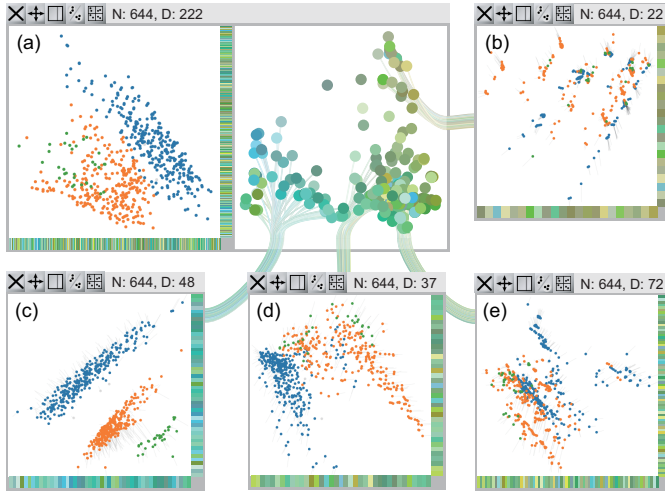 N: 644, D: 222
(a)
N: 644, D: 22
(b)
N: 644, D: 48
(c)
N: 644, D: 37
(d)
N: 644, D: 72
(e)